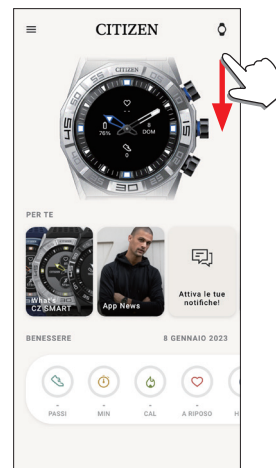 CITIZEN
CITIZEN
76%
8
DOM
0
PER TE
What's
CZ SMART
App News
Attiva le tue
notifiche!
BENESSERE 8 GENNAIO 2023
- - - -
PASSI MIN CAL A RIPOSO H